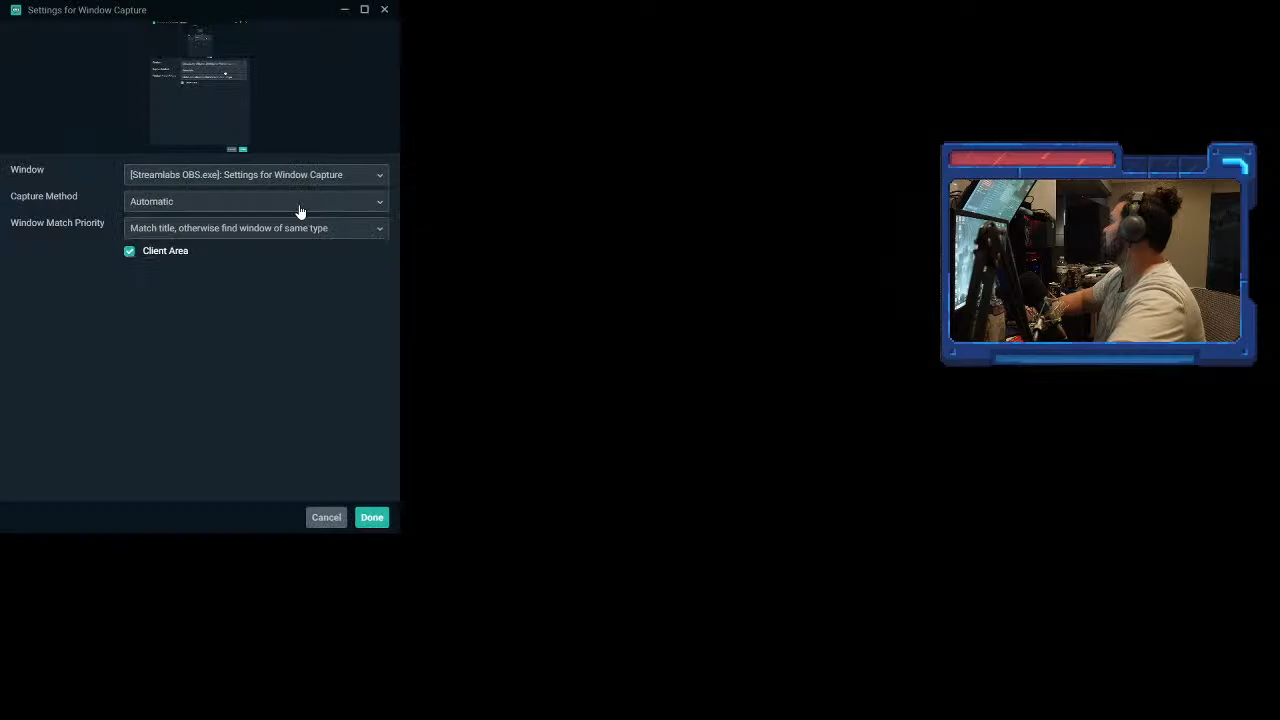 Settings for Window Capture
Window
[Streamlabs OBS.exe]: Settings for Window Capture
Capture Method
Automatic
Window Match Priority
Match title, otherwise find window of same type
Client Area
Cancel
Done